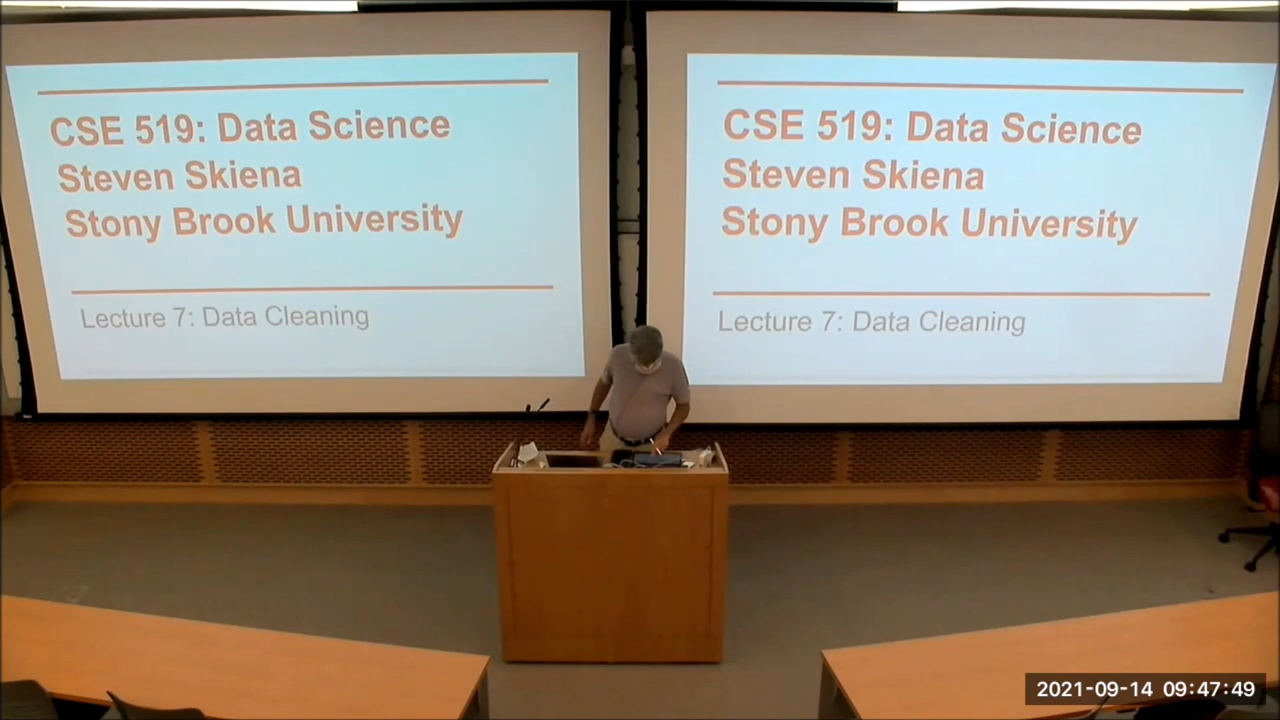 CSE 519: Data Science
Steven Skiena
Stony Brook University
Lecture 7: Data Cleaning
CSE 519: Data Science
Steven Skiena
Stony Brook University
Lecture 7: Data Cleaning
2021-09-14 09:47:49